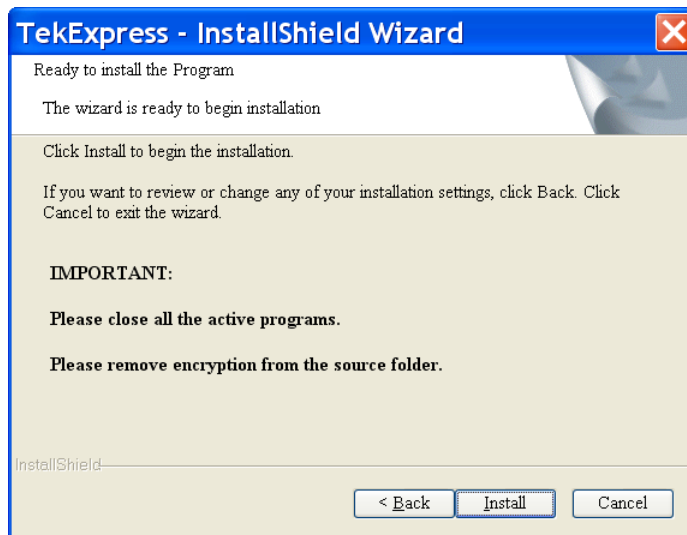 TekExpress - InstallShield Wizard
Ready to install the Program
The wizard is ready to begin installation
Click Install to begin the installation.
If you want to review or change any of your installation settings, click Back. Click
Cancel to exit the wizard.
IMPORTANT:
Please close all the active programs.
Please remove encryption from the source folder.
InstallShield
< Back
Install
Cancel